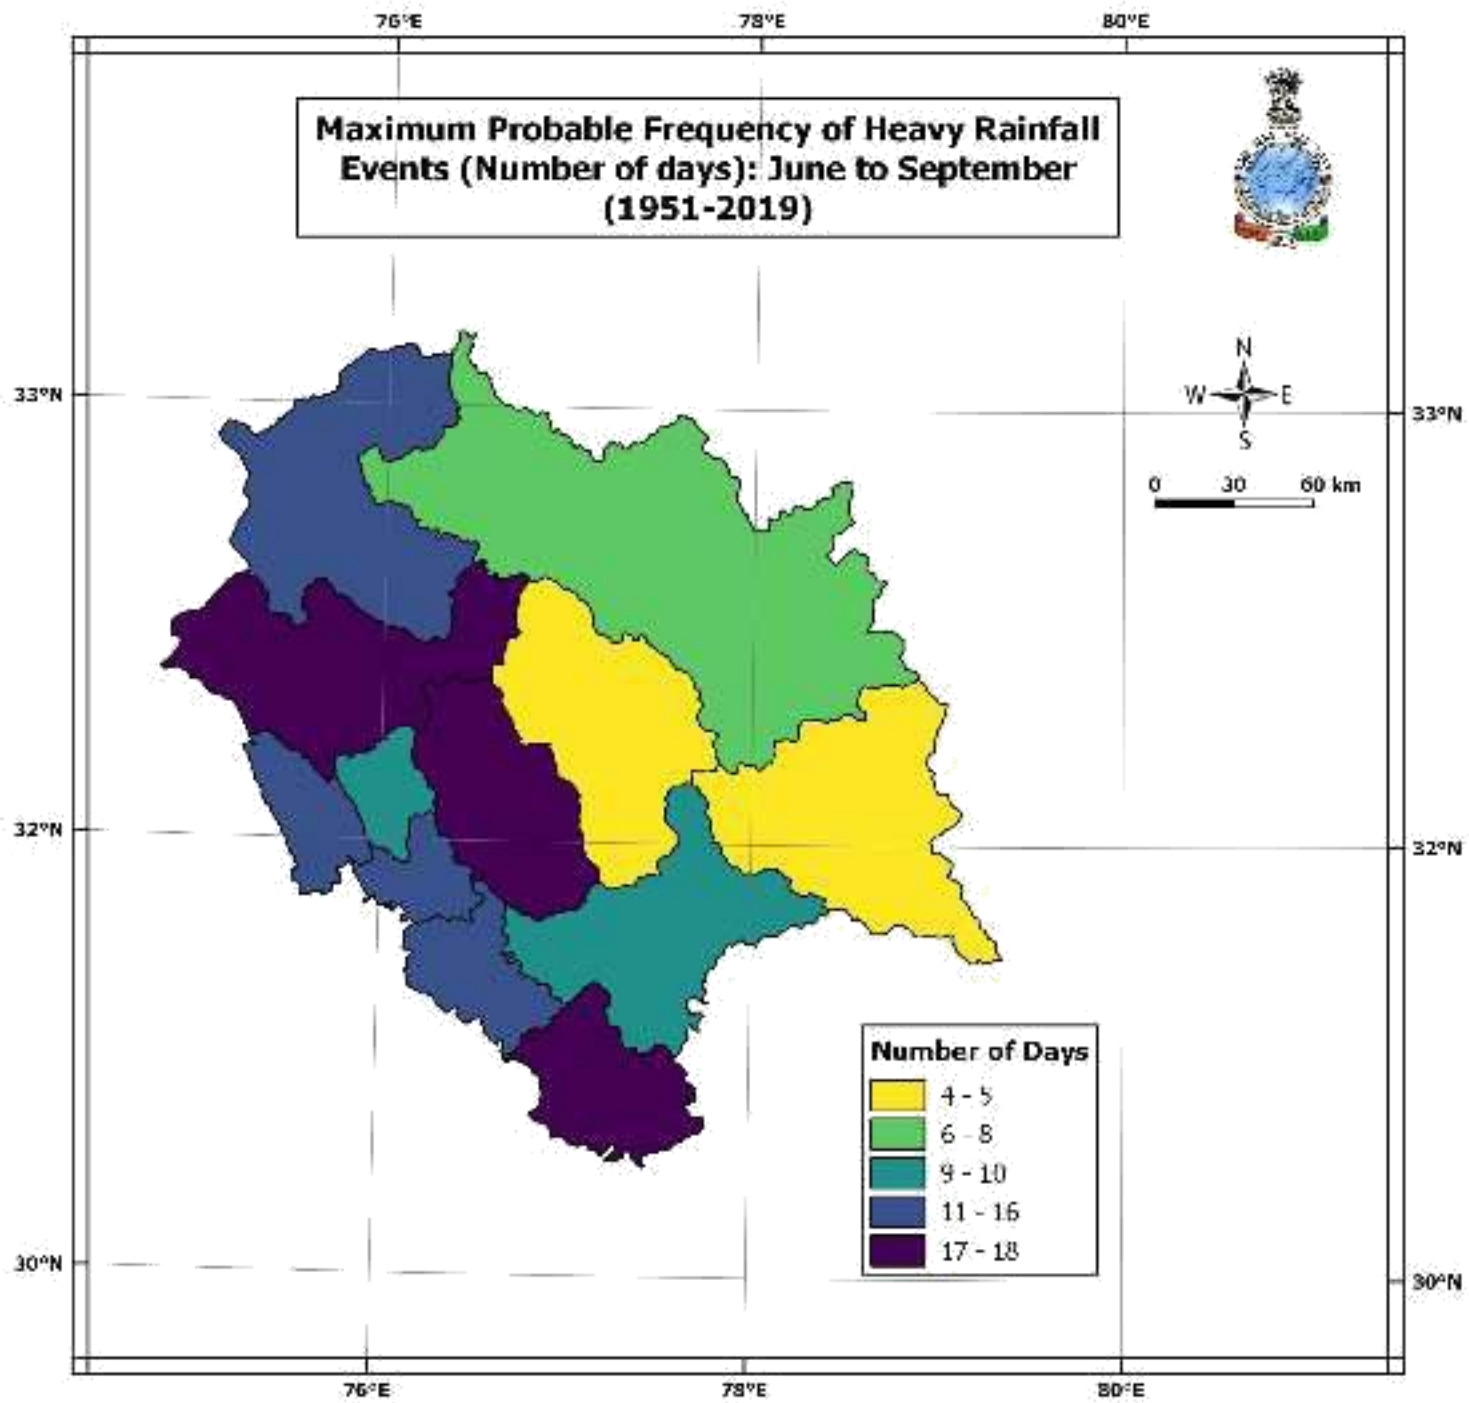 76°E 78°E 80°E
Maximum Probable Frequency of Heavy Rainfall
Events (Number of days): June to September
(1951-2019)
N
W E
S
33°N
33°N
0 30 60 km
32°N
32°N
Number of Days
4 - 5
6 - 8
9 - 10
11 - 16
17 - 18
30°N
30°N
76°E 78°E 80°E